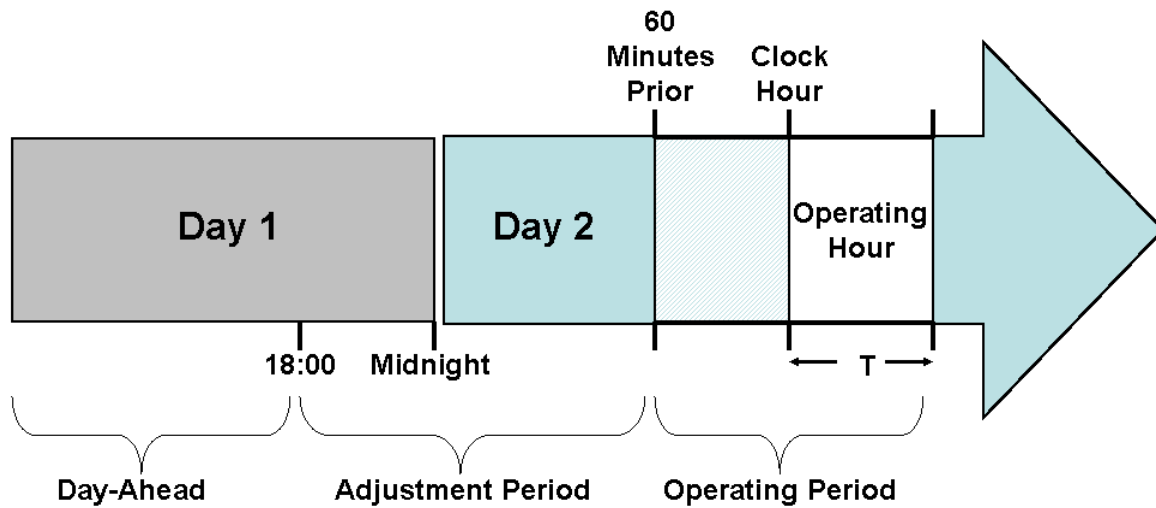 60
Minutes
Prior
Clock
Hour
Day 1
Day 2
Operating
Hour
18:00
Midnight
T
Day-Ahead
Adjustment Period
Operating Period